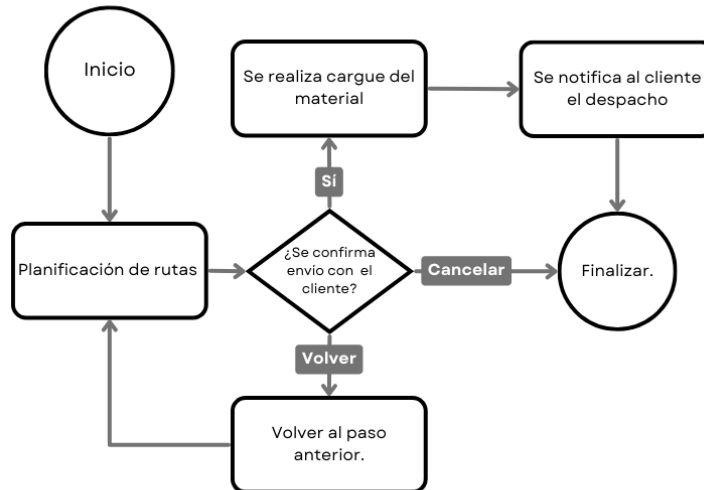 Inicio
Se realiza cargue del
material
Se notifica al cliente
el despacho
Sí
Planificación de rutas
¿Se confirma
envío con el
cliente?
Cancelar
Finalizar.
Volver
Volver al paso
anterior.